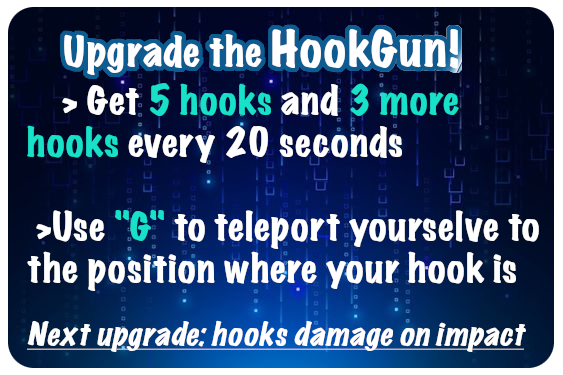 Upgrade the HookGun!
> Get 5 hooks and 3 more
hooks every 20 seconds
>Use "G" to teleport yourselve to
the position where your hook is
Next upgrade: hooks damage on impact